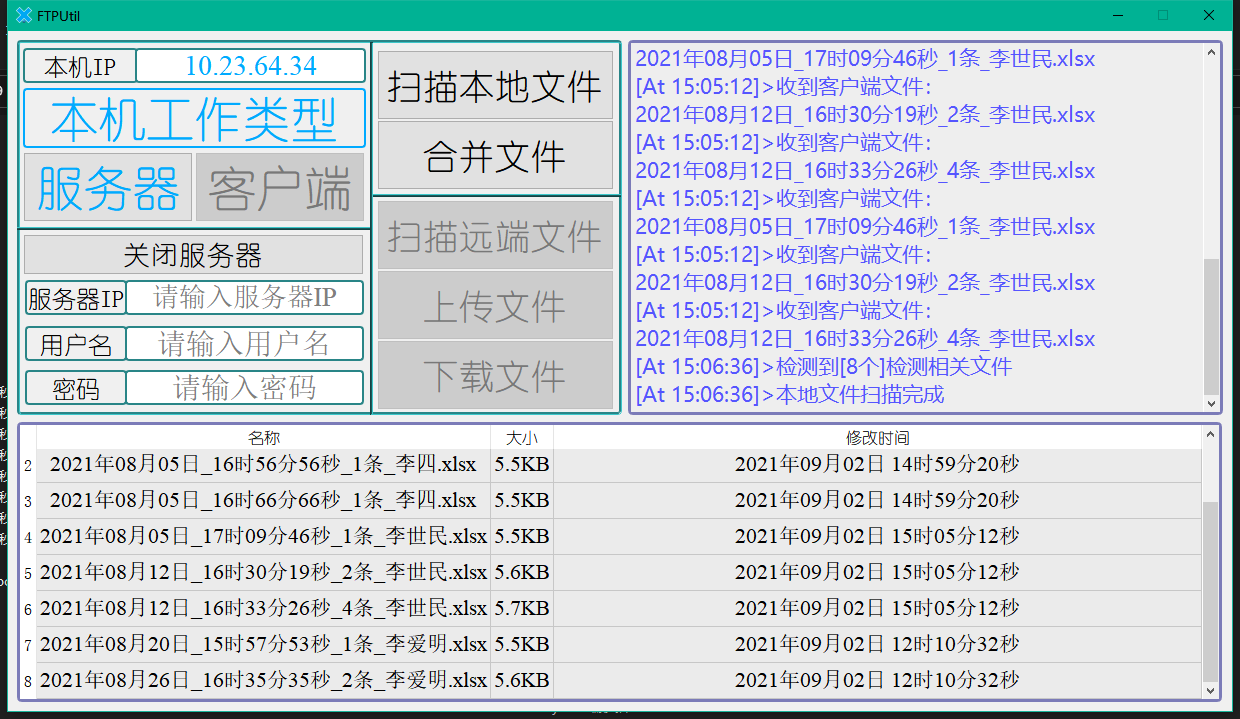 FTPUtil
本机IP 10.23.64.34
本机工作类型
服务器 客户端
关闭服务器
服务器IP 请输入服务器IP
用户名 请输入用户名
密码 请输入密码
扫描本地文件
合并文件
扫描远端文件
上传文件
下载文件
2021年08月05日_17时09分46秒_1条_李世民.xlsx
[At 15:05:12]>收到客户端文件:
2021年08月12日_16时30分19秒_2条_李世民.xlsx
[At 15:05:12]>收到客户端文件:
2021年08月12日_16时33分26秒_4条_李世民.xlsx
[At 15:05:12]>收到客户端文件:
2021年08月05日_17时09分46秒_1条_李世民.xlsx
[At 15:05:12]>收到客户端文件:
2021年08月12日_16时30分19秒_2条_李世民.xlsx
[At 15:05:12]>收到客户端文件:
2021年08月12日_16时33分26秒_4条_李世民.xlsx
[At 15:06:36]>检测到[8个]检测相关文件
[At 15:06:36]>本地文件扫描完成
名称 大小 修改时间
2 2021年08月05日_16时56分56秒_1条_李四.xlsx 5.5KB 2021年09月02日 14时59分20秒
3 2021年08月05日_16时66分66秒_1条_李四.xlsx 5.5KB 2021年09月02日 14时59分20秒
4 2021年08月05日_17时09分46秒_1条_李世民.xlsx 5.5KB 2021年09月02日 15时05分12秒
5 2021年08月12日_16时30分19秒_2条_李世民.xlsx 5.6KB 2021年09月02日 15时05分12秒
6 2021年08月12日_16时33分26秒_4条_李世民.xlsx 5.7KB 2021年09月02日 15时05分12秒
7 2021年08月20日_15时57分53秒_1条_李爱明.xlsx 5.5KB 2021年09月02日 12时10分32秒
8 2021年08月26日_16时35分35秒_2条_李爱明.xlsx 5.6KB 2021年09月02日 12时10分32秒